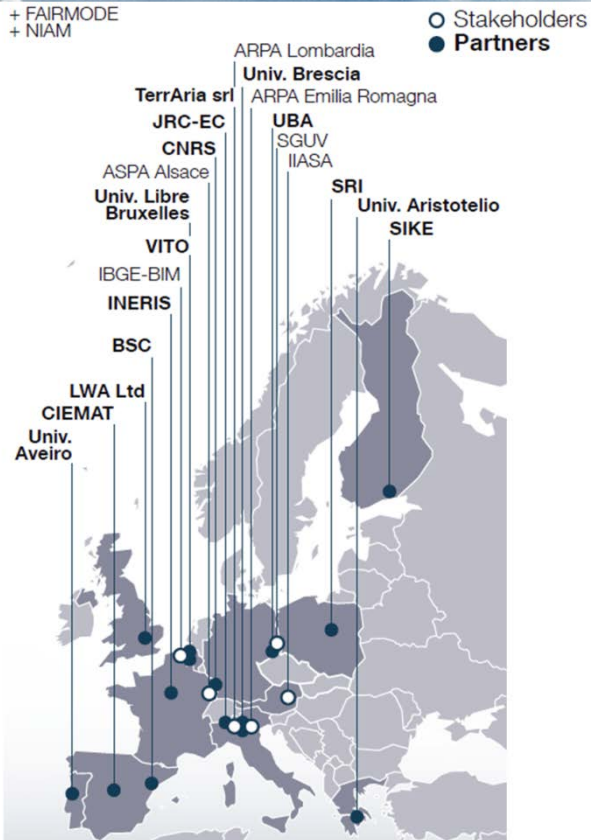 + FAIRMODE
+ NIAM
Stakeholders
Partners
ARPA Lombardia
Univ. Brescia
TerrAria srl
ARPA Emilia Romagna
JRC-EC
UBA
CNRS
SGUV
IIASA
ASPA Alsace
SRI
Univ. Libre
Bruxelles
Univ. Aristotelio
SIKE
VITO
IBGE-BIM
INERIS
BSC
LWA Ltd
CIEMAT
Univ.
Aveiro